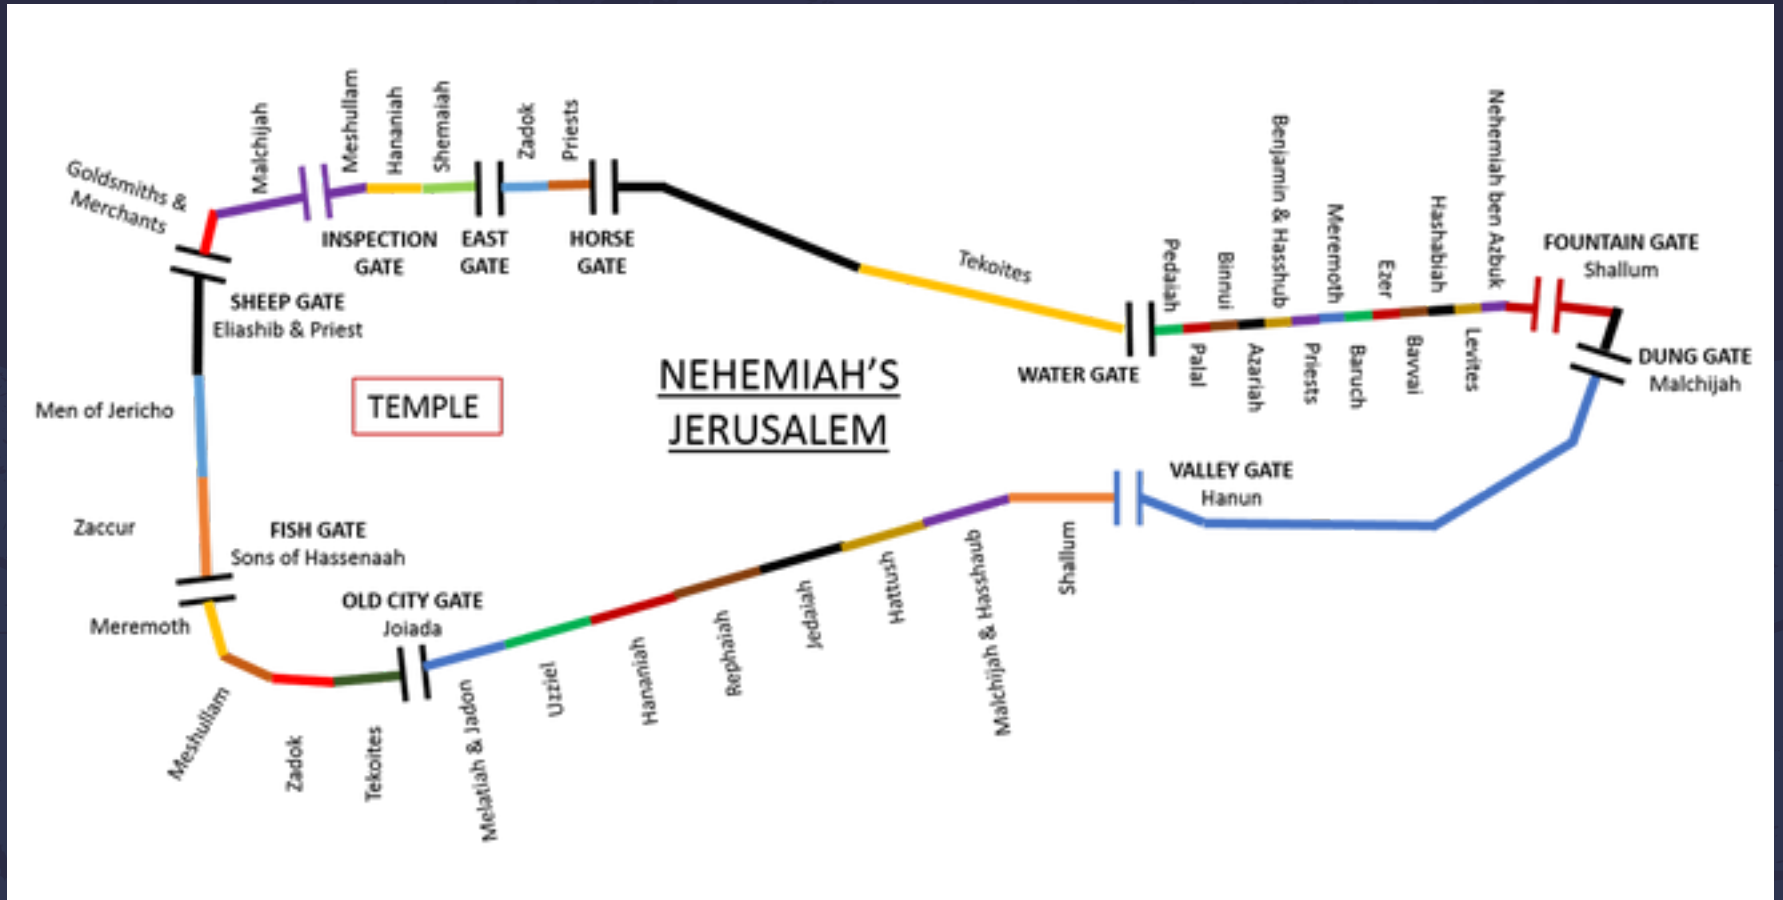 Goldsmiths &
Merchants
Malchijah
Meshullam
Hananiah
Shemaiah
Zadok
Priests
INSPECTION
GATE
EAST
GATE
HORSE
GATE
Tekoites
Pedaiah
Binnui
Benjamin & Hasshub
Meremoth
Ezer
Hashabiah
Nehemiah ben Azbuk
FOUNTAIN GATE
Shallum
SHEEP GATE
Eliashib & Priest
WATER GATE
Palal
Azariah
Priests
Baruch
Bavvai
Levites
DUNG GATE
Malchijah
NEHEMIAH'S
JERUSALEM
TEMPLE
Men of Jericho
Zaccur
FISH GATE
Sons of Hassenaah
VALLEY GATE
Hanun
OLD CITY GATE
Joiada
Meremoth
Meshullam
Zadok
Tekoites
Melatiah & Jadon
Uzziel
Hananiah
Rephaiah
Jedaiah
Hattush
Malchijah & Hasshaub
Shallum